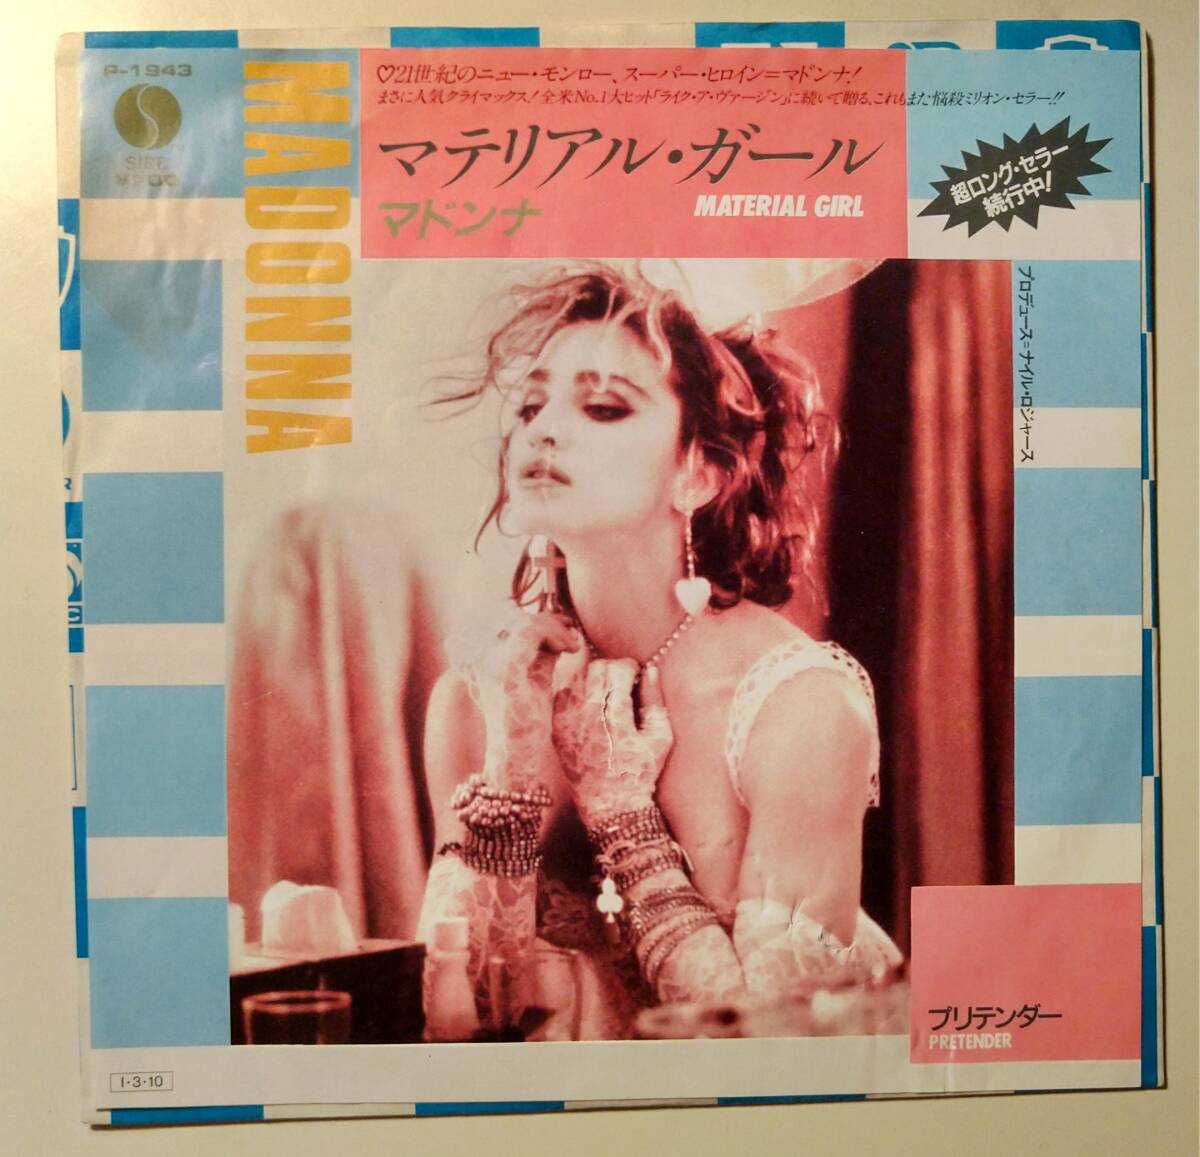 P-1943
SIRE
¥700
MADONNA
♡21世紀のニュー・モンロー、スーパー・ヒロイン=マドンナ!
まさに人気クライマックス! 全米No.1大ヒット「ライク・ア・ヴァージン」に続いて贈る、これもまた悩殺ミリオン・セラー!!
マテリアル・ガール
マドンナ
MATERIAL GIRL
超ロング・セラー
続行中!
プロデュース=ナイル・ロジャース
プリテンダー
PRETENDER
I・3・10